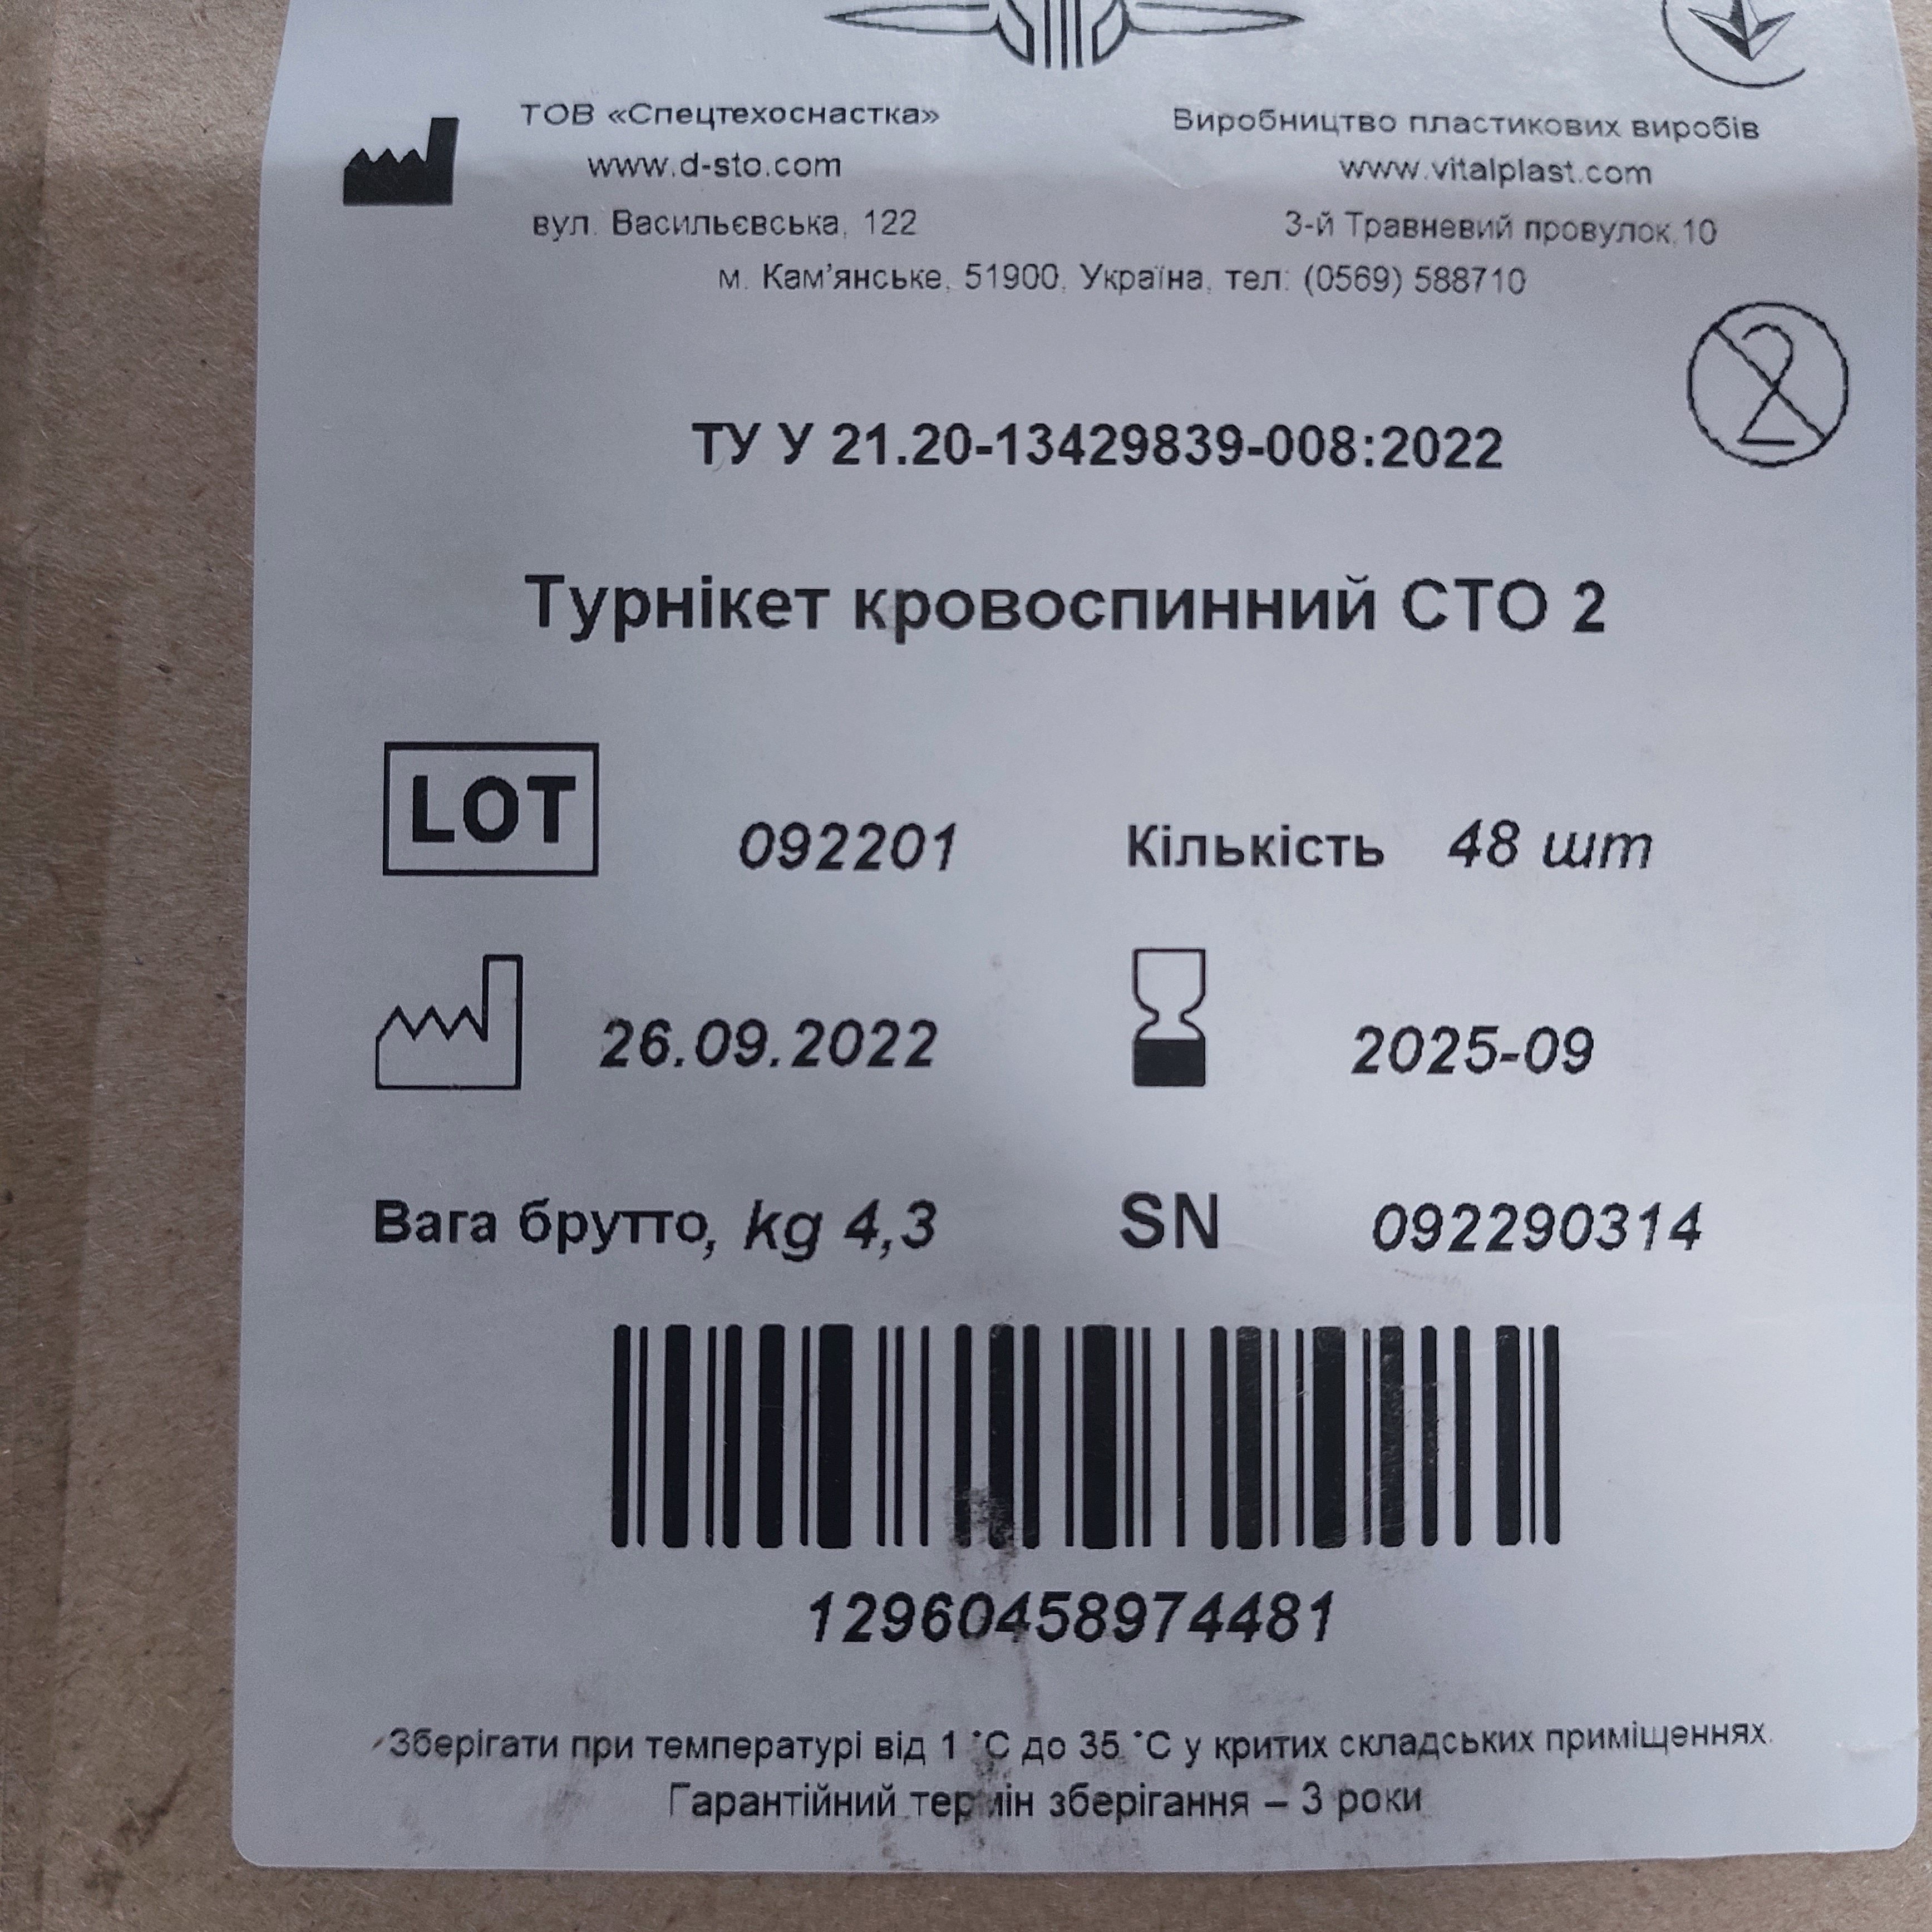 ТОВ «Спецтехоснастка»
www.d-sto.com
вул. Васильєвська, 122
Виробництво пластикових виробів
www.vitalplast.com
3-й Травневий провулок,10
м. Кам'янське, 51900, Україна, тел: (0569) 588710
2
ТУ У 21.20-13429839-008:2022
Турнікет кровоспинний СТО 2
LOT 092201 Кількість 48 шт
26.09.2022 2025-09
Вага брутто, kg 4,3 SN 092290314
12960458974481
Зберігати при температурі від 1 °C до 35 °C у критих складських приміщеннях.
Гарантійний термін зберігання – 3 роки